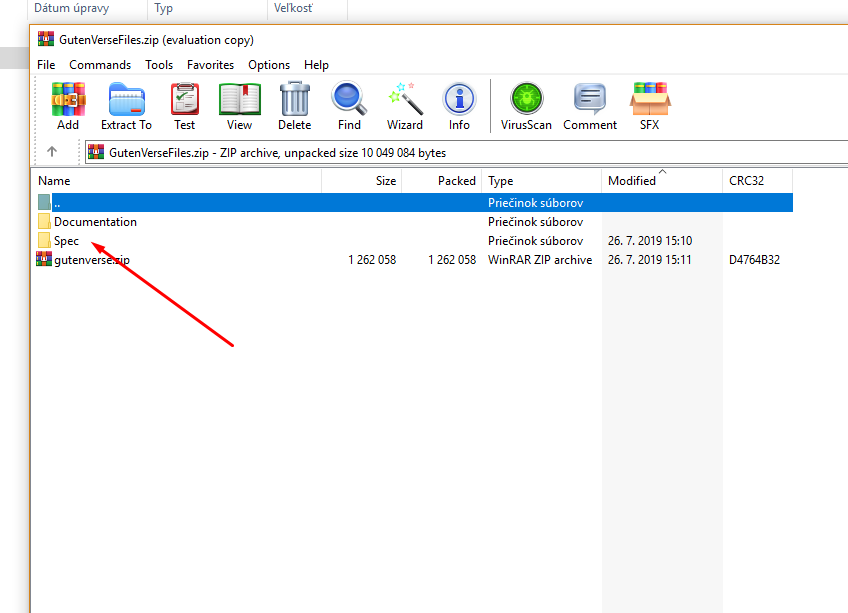 Dátum úpravy Typ Veľkosť
GutenVerseFiles.zip (evaluation copy)
File Commands Tools Favorites Options Help
Add Extract To Test View Delete Find Wizard Info VirusScan Comment SFX
GutenVerseFiles.zip - ZIP archive, unpacked size 10 049 084 bytes
Name Size Packed Type Modified CRC32
.. Priečinok súborov
Documentation Priečinok súborov
Spec Priečinok súborov 26. 7. 2019 15:10
gutenverse.zip 1 262 058 1 262 058 WinRAR ZIP archive 26. 7. 2019 15:11 D4764B32